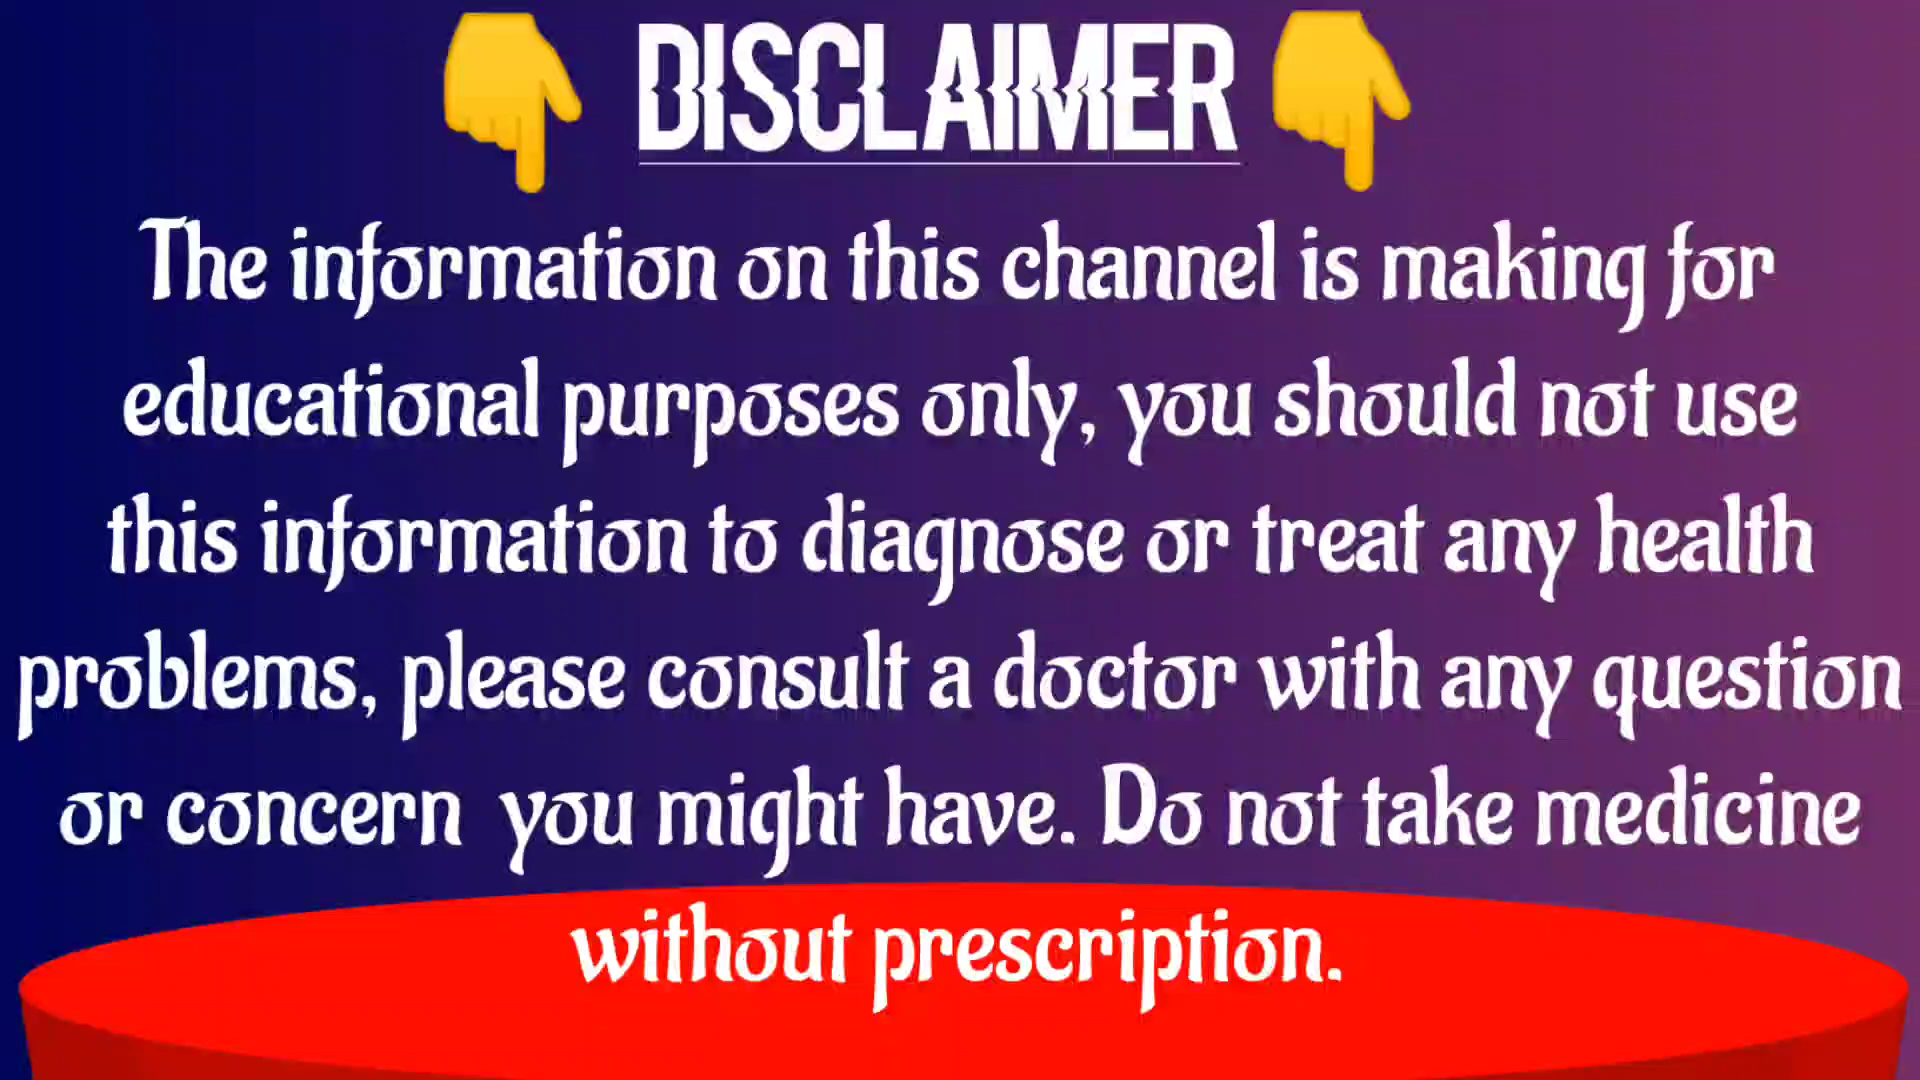 DISCLAIMER
The information on this channel is making for
educational purposes only, you should not use
this information to diagnose or treat any health
problems, please consult a doctor with any question
or concern you might have. Do not take medicine
without prescription.